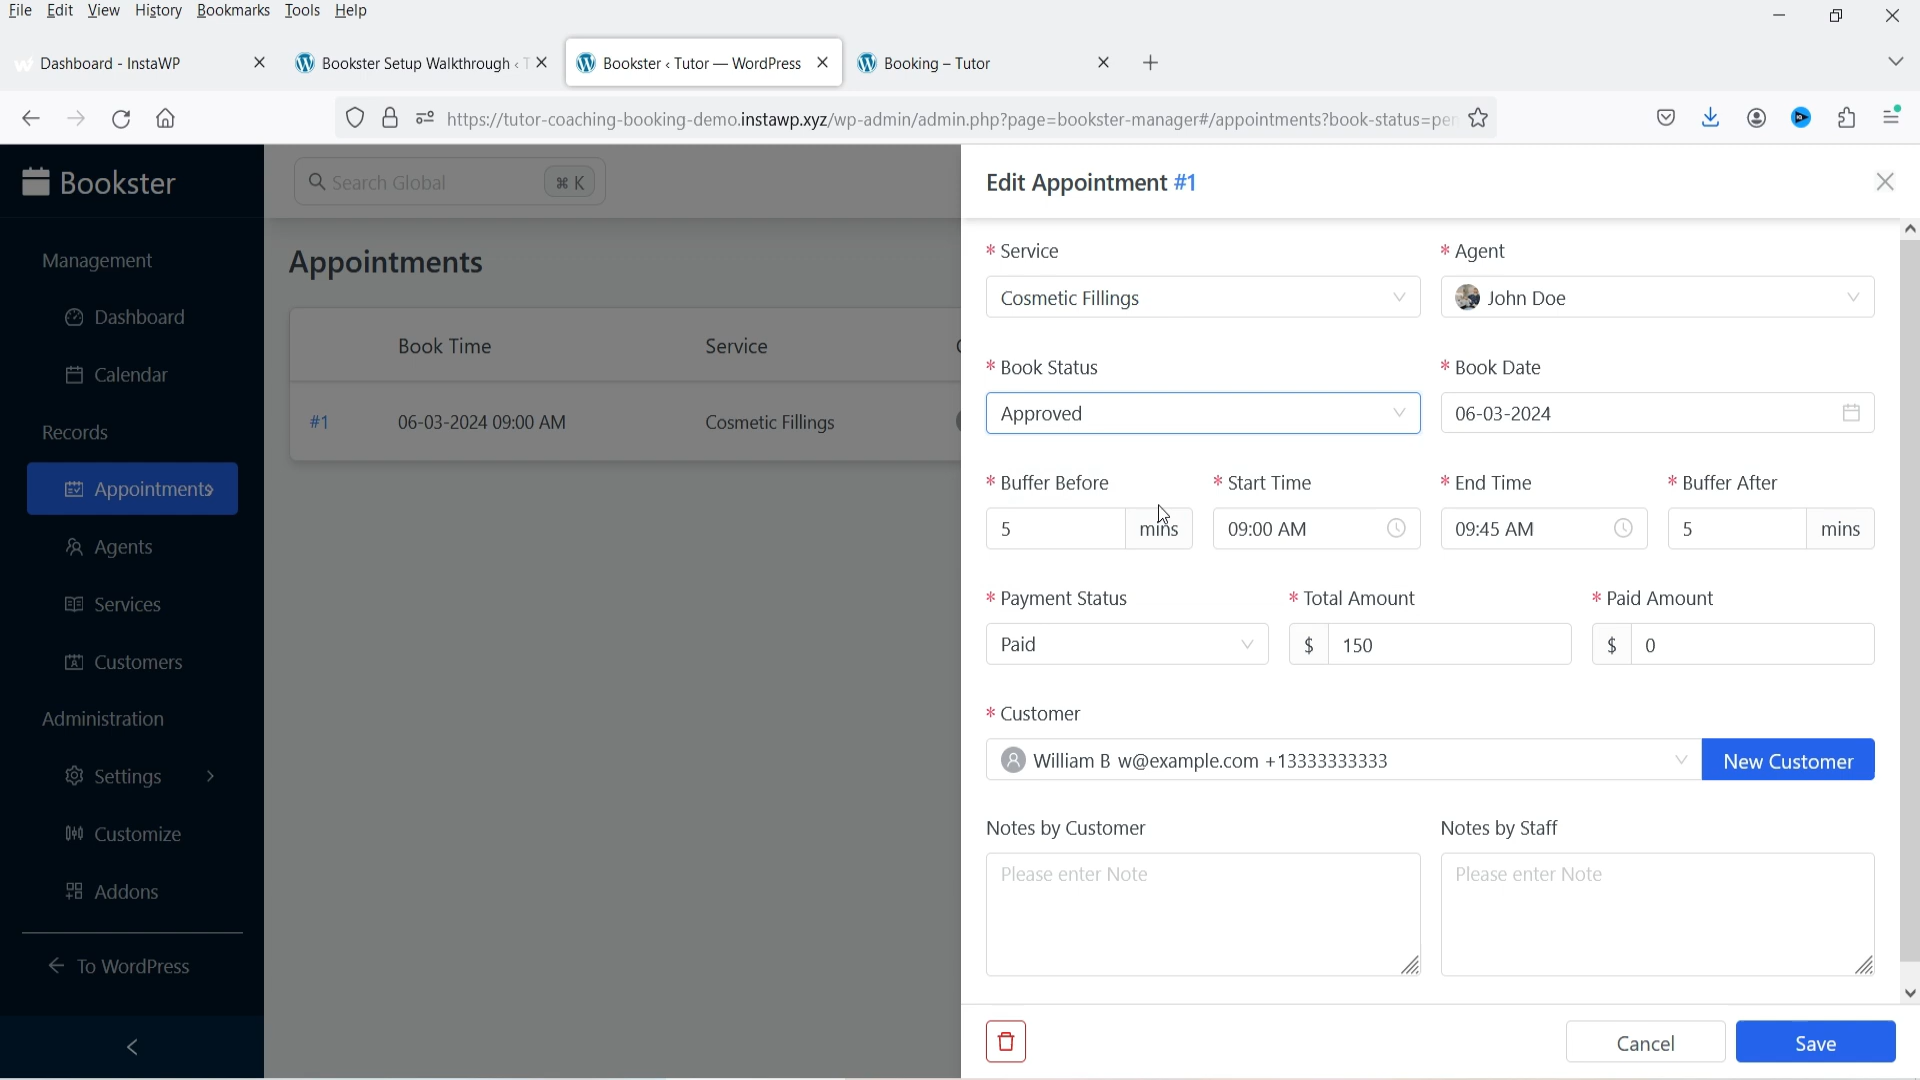 File Edit View History Bookmarks Tools Help
Dashboard - InstaWP
Bookster Setup Walkthrough ‹ T
Bookster ‹ Tutor — WordPress
Booking – Tutor
https://tutor-coaching-booking-demo.instawp.xyz/wp-admin/admin.php?page=bookster-manager#/appointments?book-status=per
Bookster
Search Global
⌘ K
Edit Appointment #1
Management
Dashboard
Calendar
Records
Appointments
Agents
Services
Customers
Administration
Settings
Customize
Addons
To WordPress
Appointments
Book Time Service
#1 06-03-2024 09:00 AM Cosmetic Fillings
* Service * Agent
Cosmetic Fillings John Doe
* Book Status * Book Date
Approved 06-03-2024
* Buffer Before * Start Time * End Time * Buffer After
5 mins 09:00 AM 09:45 AM 5 mins
* Payment Status * Total Amount * Paid Amount
Paid $ 150 $ 0
* Customer
William B w@example.com +13333333333 New Customer
Notes by Customer Notes by Staff
Please enter Note Please enter Note
Cancel Save